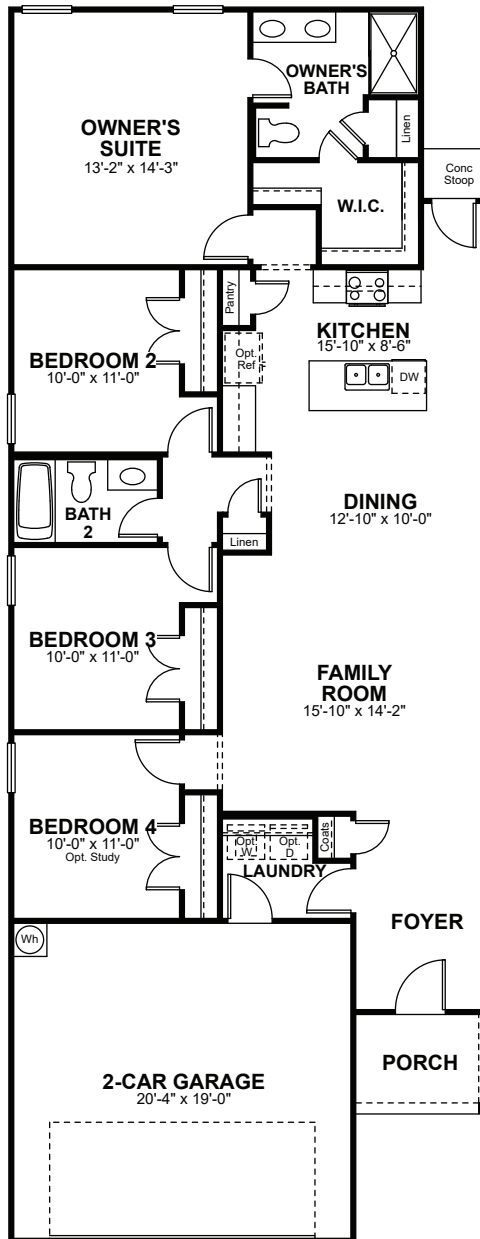 OWNER'S
BATH
OWNER'S
SUITE
13'-2" x 14'-3"
Linen
Conc
Stoop
W.I.C.
Pantry
KITCHEN
15'-10" x 8'-6"
BEDROOM 2
10'-0" x 11'-0"
Opt.
Ref
DW
BATH
2
DINING
12'-10" x 10'-0"
Linen
BEDROOM 3
10'-0" x 11'-0"
FAMILY
ROOM
15'-10" x 14'-2"
BEDROOM 4
10'-0" x 11'-0"
Opt. Study
Opt.
W
Opt.
D
Coats
LAUNDRY
FOYER
Wh
PORCH
2-CAR GARAGE
20'-4" x 19'-0"